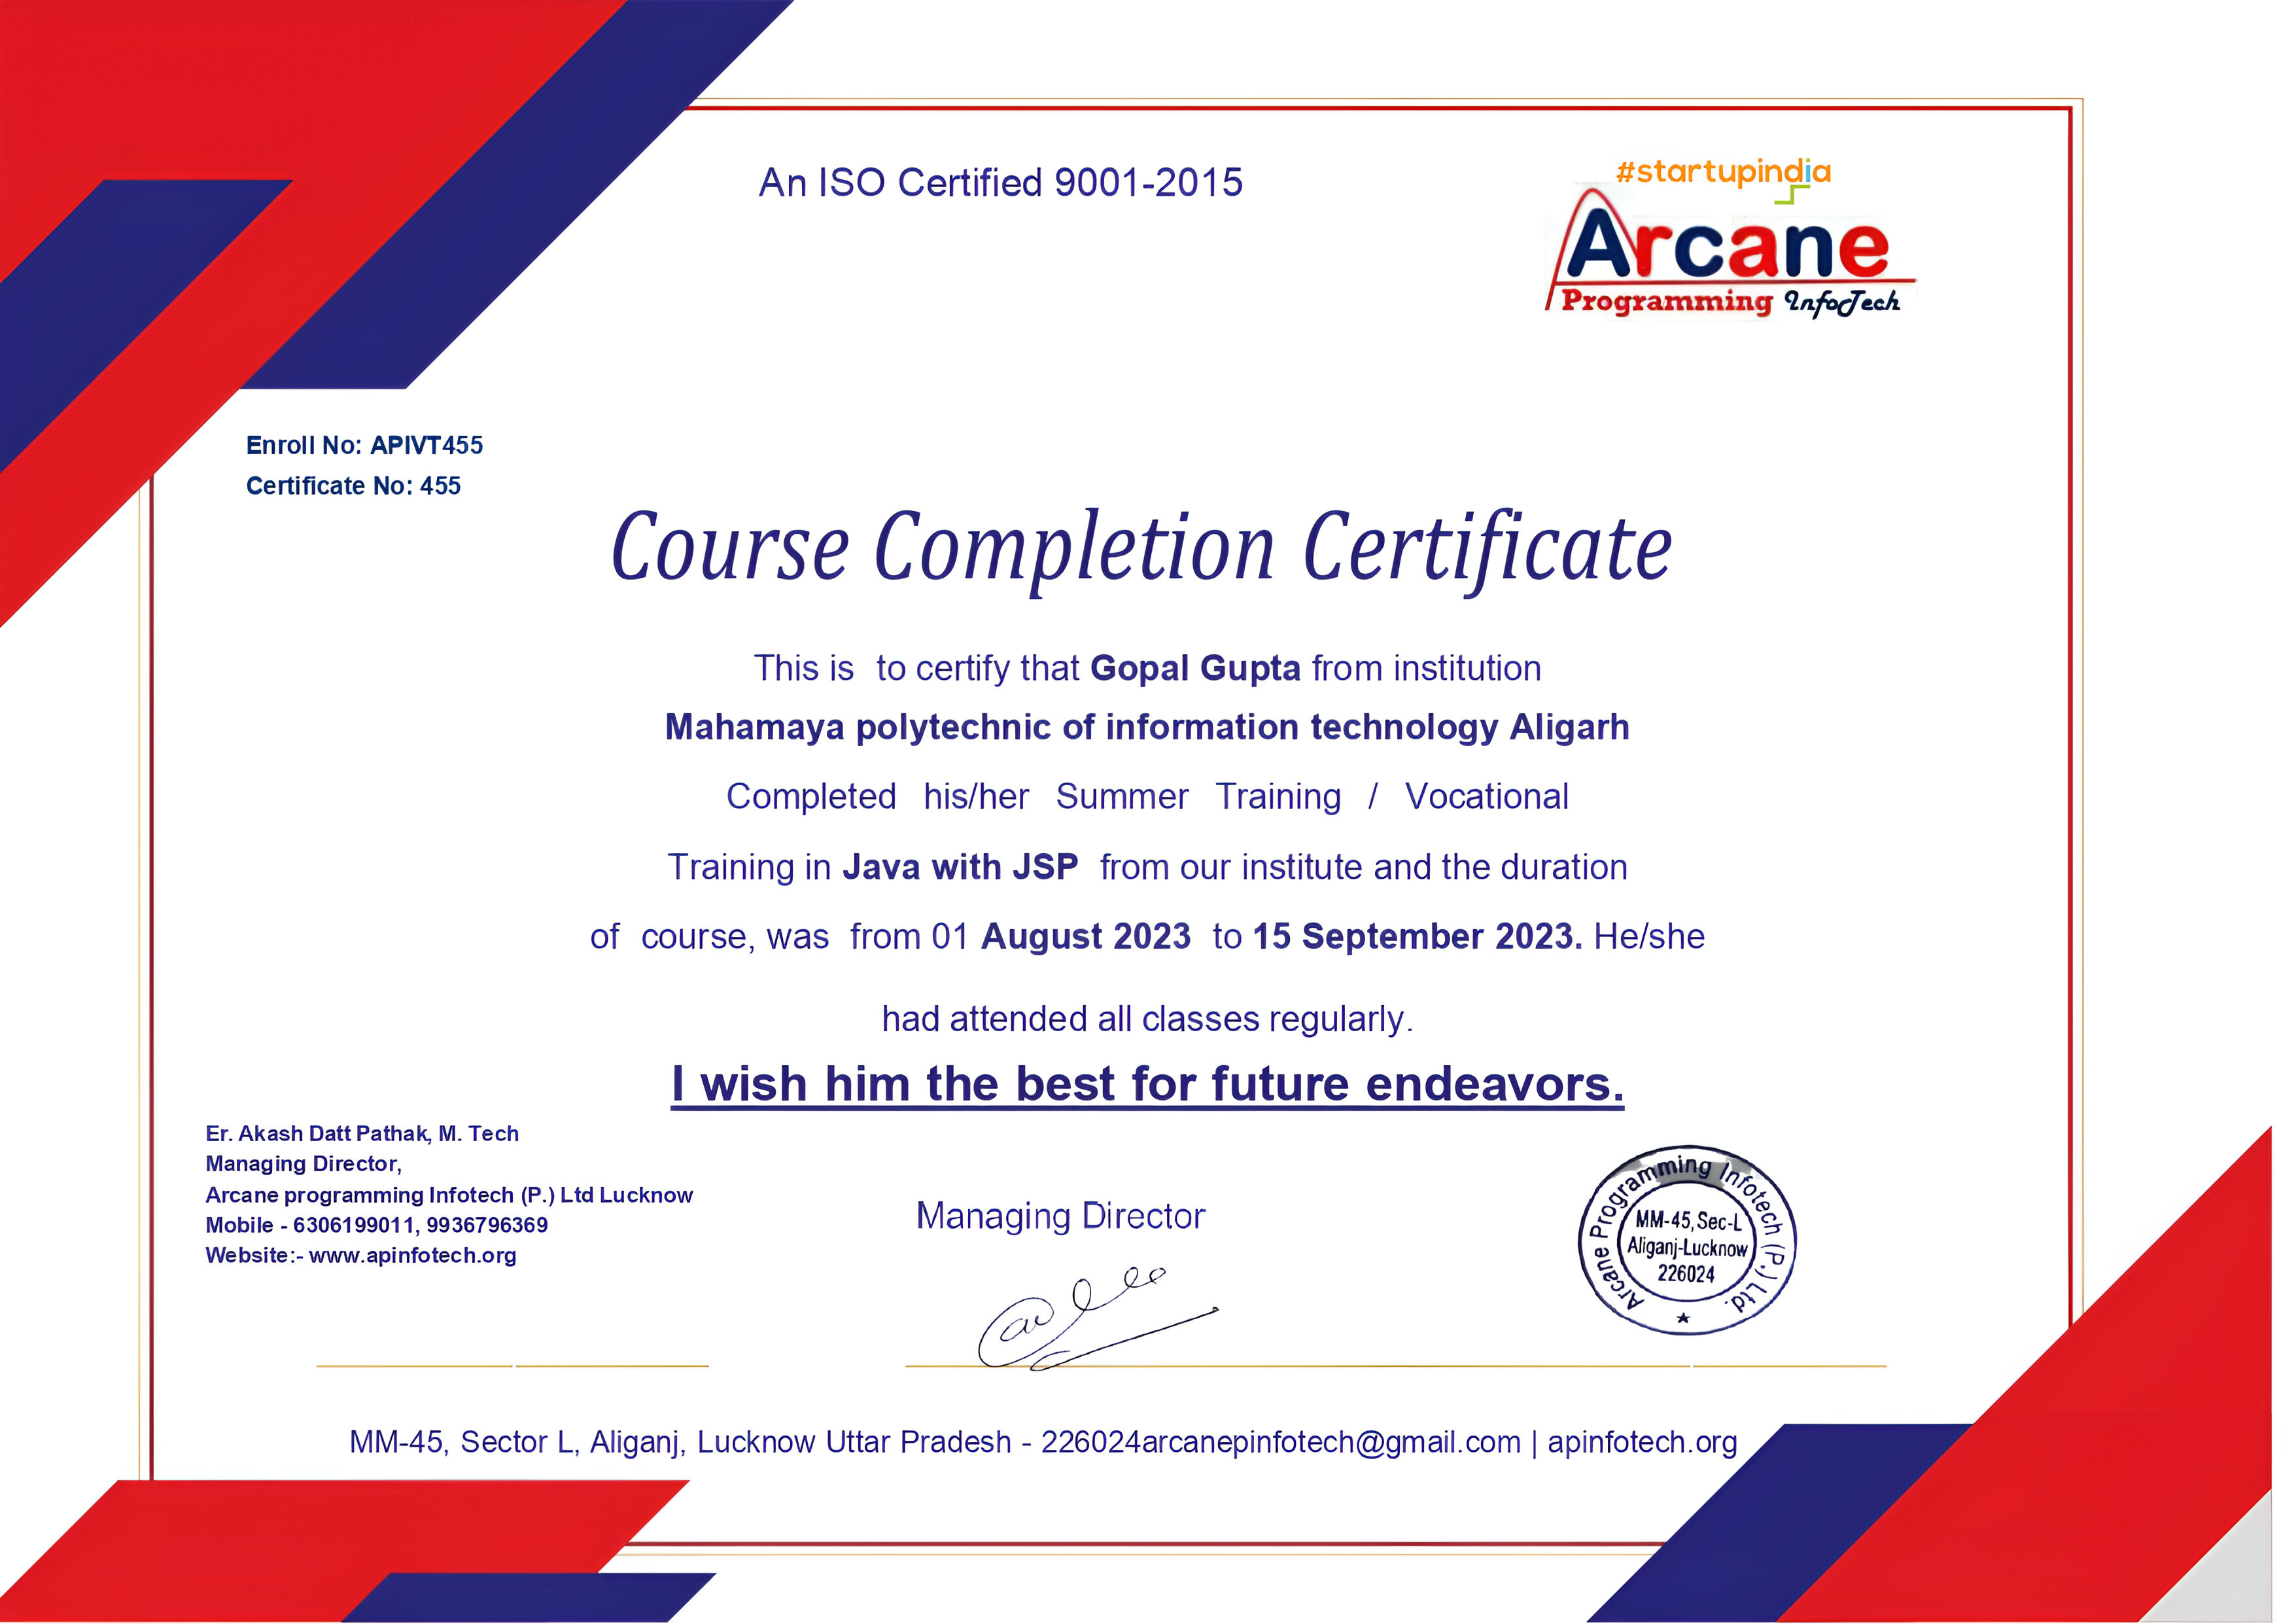 An ISO Certified 9001-2015
#startupindia
Arcane
Programming InfoTech
Enroll No: APIVT455
Certificate No: 455
Course Completion Certificate
This is to certify that Gopal Gupta from institution
Mahamaya polytechnic of information technology Aligarh
Completed his/her Summer Training / Vocational
Training in Java with JSP from our institute and the duration
of course, was from 01 August 2023 to 15 September 2023. He/she
had attended all classes regularly.
I wish him the best for future endeavors.
Er. Akash Datt Pathak, M. Tech
Managing Director,
Arcane programming Infotech (P.) Ltd Lucknow
Mobile - 6306199011, 9936796369
Website:- www.apinfotech.org
Managing Director
Arcane Programming Infotech (P.) Ltd.
MM-45, Sec-L
Aliganj-Lucknow
226024
MM-45, Sector L, Aliganj, Lucknow Uttar Pradesh - 226024arcanepinfotech@gmail.com | apinfotech.org